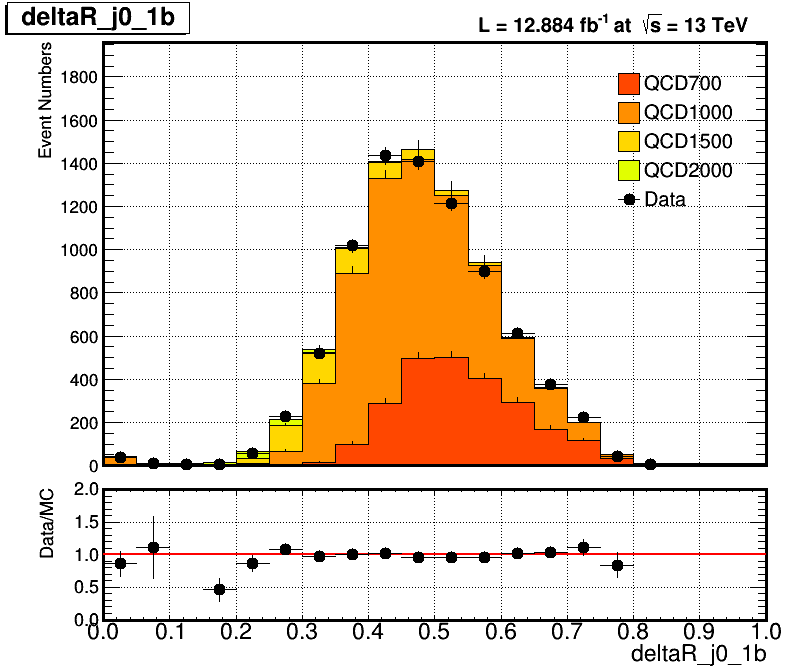 deltaR_j0_1b
L = 12.884 fb⁻¹ at √s = 13 TeV
Event Numbers
1800
1600
1400
1200
1000
800
600
400
200
0
QCD700
QCD1000
QCD1500
QCD2000
Data
Data/MC
2.0
1.5
1.0
0.5
0.0
0.0 0.1 0.2 0.3 0.4 0.5 0.6 0.7 0.8 0.9 1.0
deltaR_j0_1b